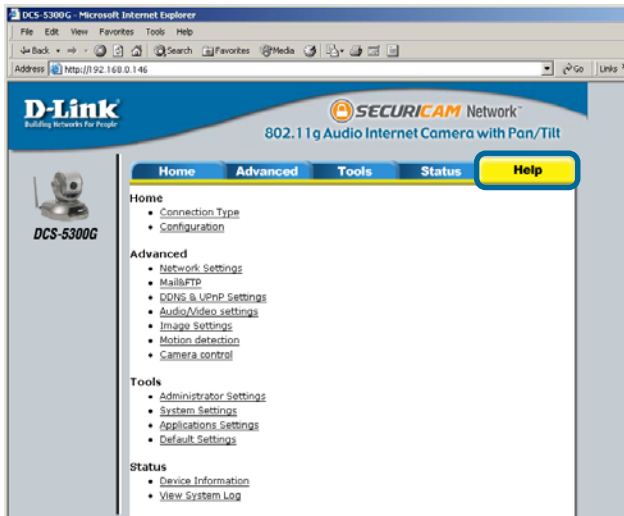 DCS-5300G - Microsoft Internet Explorer
File Edit View Favorites Tools Help
Back Search Favorites Media
Address http://192.168.0.146 Go Links
D-Link
Building Networks for People
SECURICAM Network™
802.11g Audio Internet Camera with Pan/Tilt
Home Advanced Tools Status Help
DCS-5300G
Home
• Connection Type
• Configuration
Advanced
• Network Settings
• Mail&FTP
• DDNS & UPnP Settings
• Audio/Video settings
• Image Settings
• Motion detection
• Camera control
Tools
• Administrator Settings
• System Settings
• Applications Settings
• Default Settings
Status
• Device Information
• View System Log